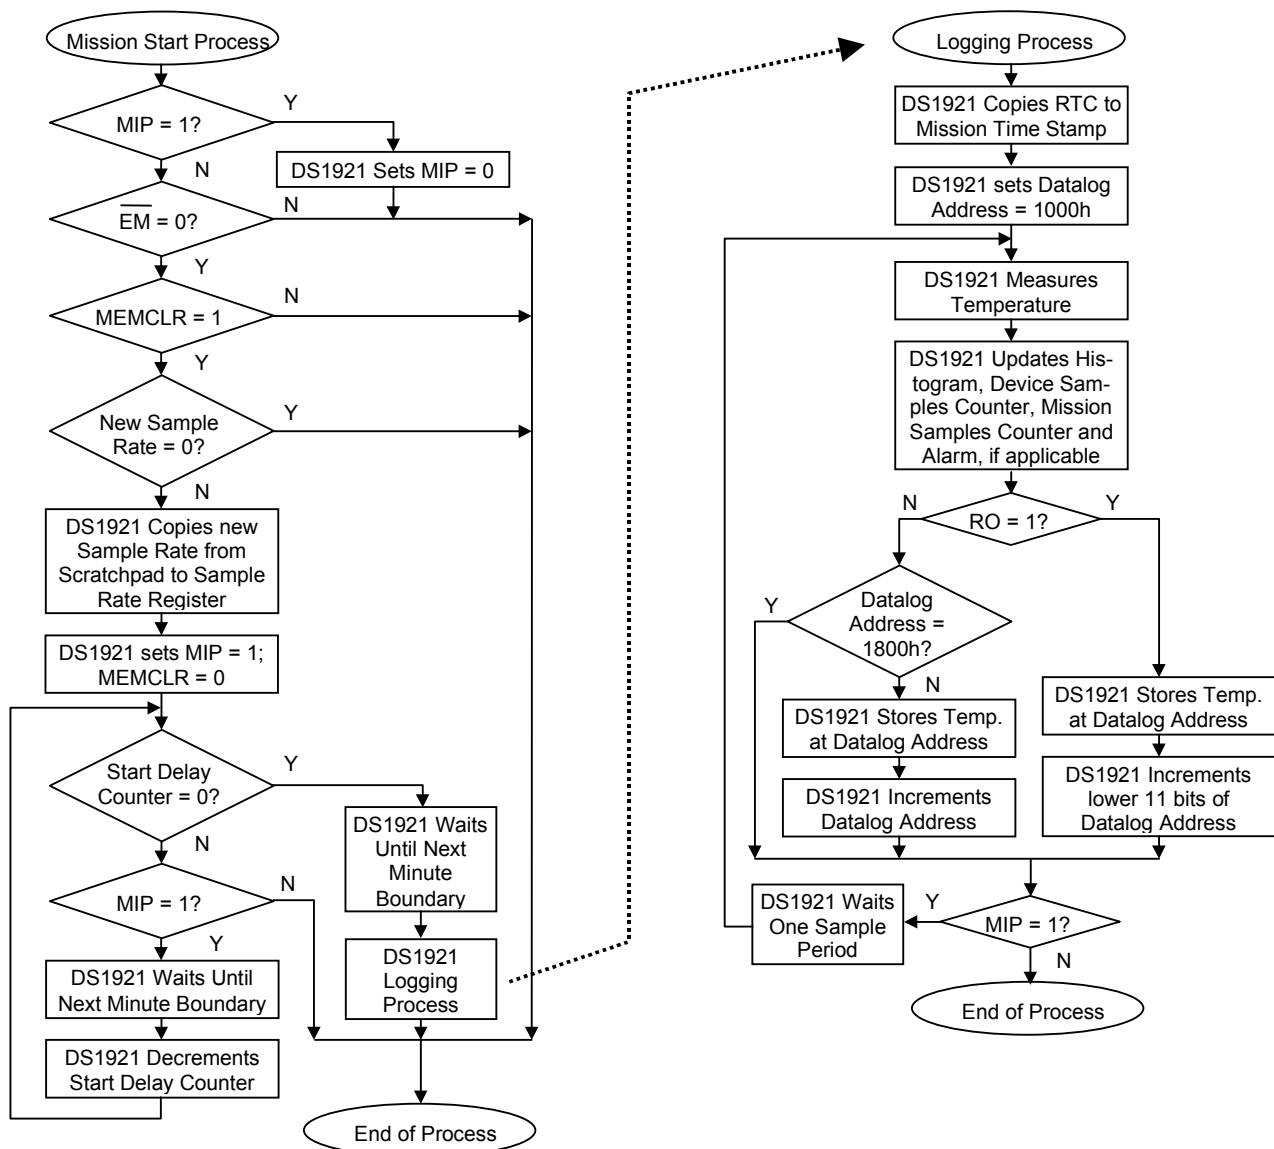 Mission Start Process
MIP = 1?
Y
N
DS1921 Sets MIP = 0
EM = 0?
N
Y
MEMCLR = 1
N
Y
New Sample
Rate = 0?
Y
N
DS1921 Copies new
Sample Rate from
Scratchpad to Sample
Rate Register
DS1921 sets MIP = 1;
MEMCLR = 0
Start Delay
Counter = 0?
Y
N
MIP = 1?
N
Y
DS1921 Waits Until
Next Minute Boundary
DS1921 Decrements
Start Delay Counter
DS1921 Waits
Until Next
Minute
Boundary
DS1921
Logging
Process
End of Process
Logging Process
DS1921 Copies RTC to
Mission Time Stamp
DS1921 sets Datalog
Address = 1000h
DS1921 Measures
Temperature
DS1921 Updates His-
togram, Device Sam-
ples Counter, Mission
Samples Counter and
Alarm, if applicable
N
RO = 1?
Y
Y
Datalog
Address =
1800h?
N
DS1921 Stores Temp.
at Datalog Address
DS1921 Increments
Datalog Address
DS1921 Stores Temp.
at Datalog Address
DS1921 Increments
lower 11 bits of
Datalog Address
DS1921 Waits
One Sample
Period
Y
MIP = 1?
N
End of Process